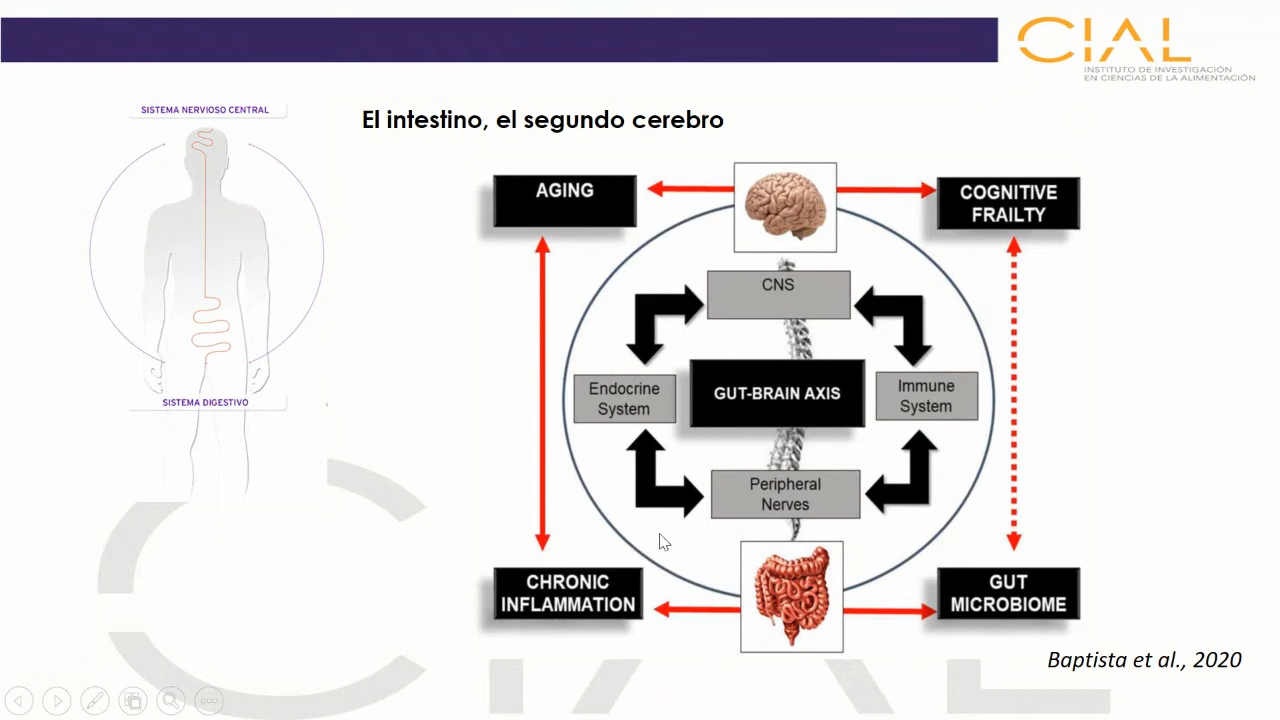 CIAL
INSTITUTO DE INVESTIGACIÓN
EN CIENCIAS DE LA ALIMENTACIÓN
SISTEMA NERVIOSO CENTRAL
El intestino, el segundo cerebro
AGING
COGNITIVE
FRAILTY
CNS
Endocrine
System
GUT-BRAIN AXIS
Immune
System
SISTEMA DIGESTIVO
Peripheral
Nerves
CHRONIC
INFLAMMATION
GUT
MICROBIOME
Baptista et al., 2020
CIAL